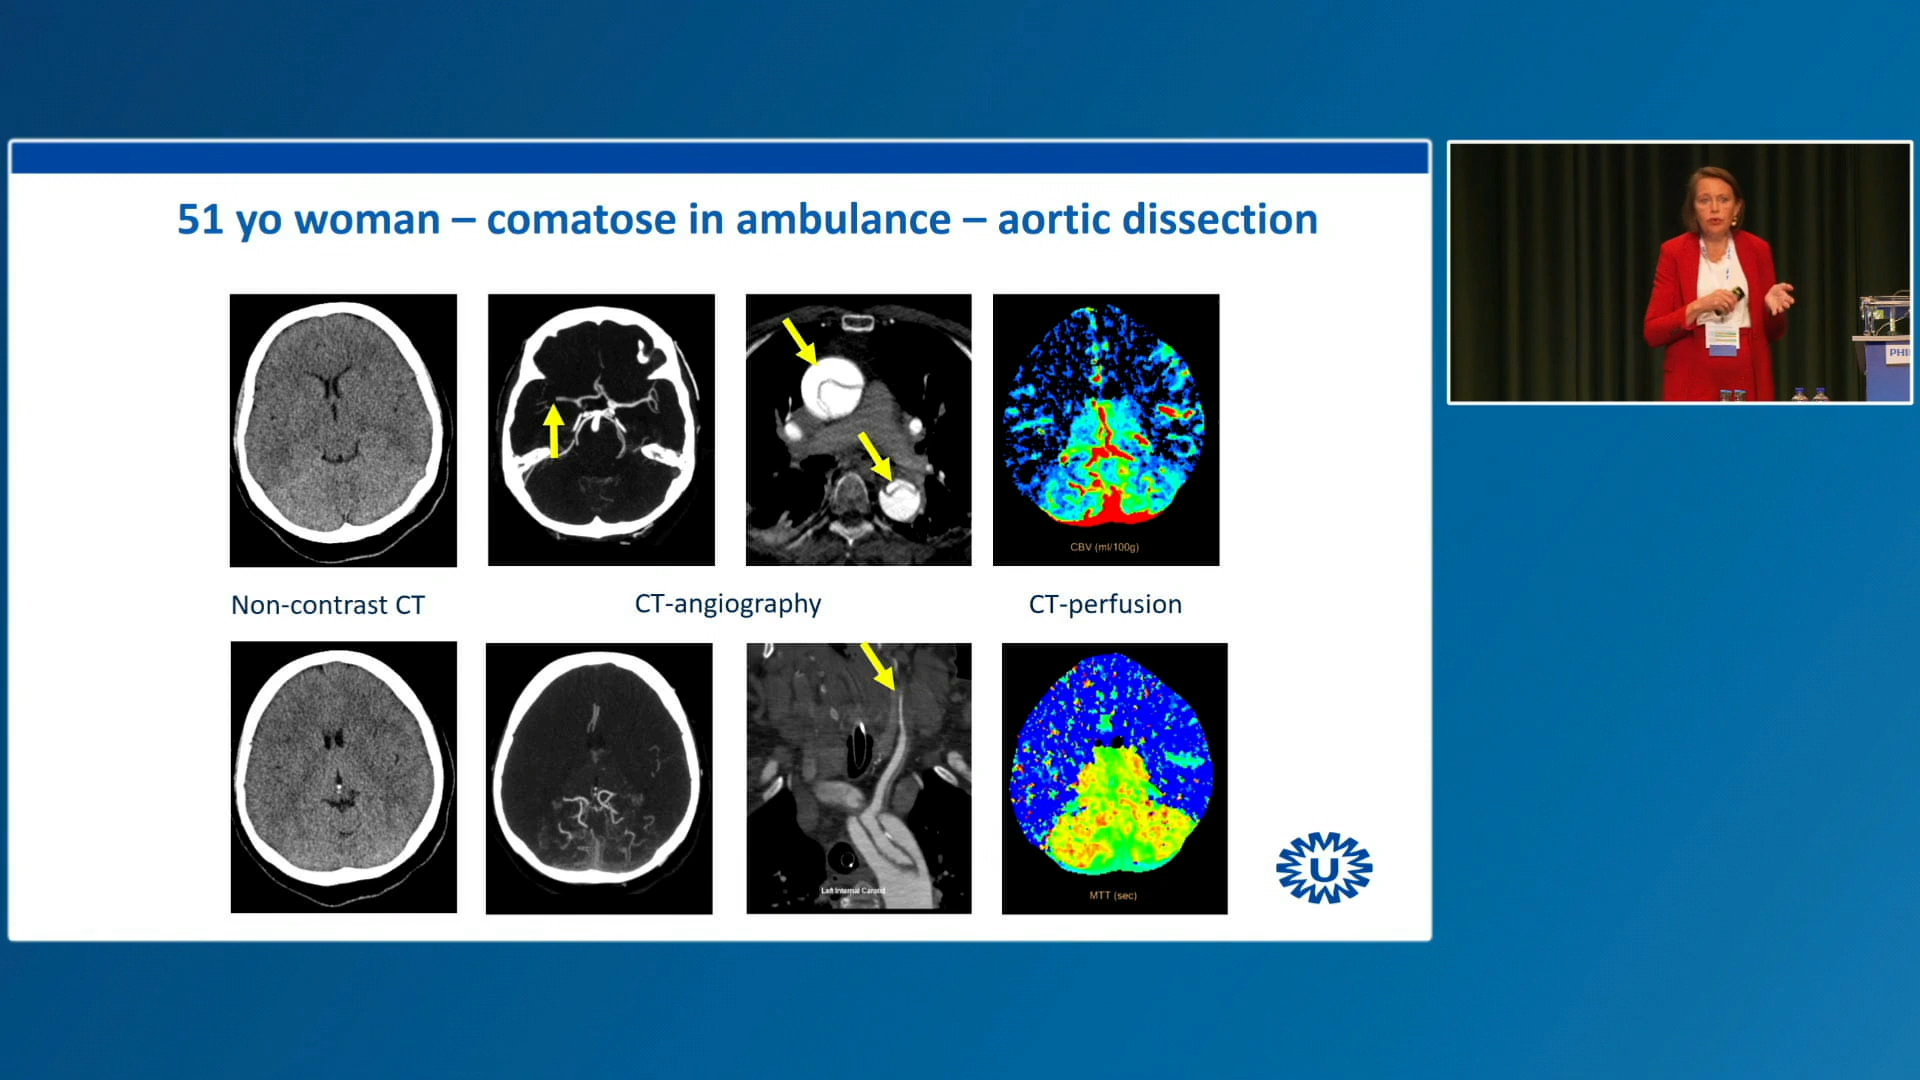 51 yo woman – comatose in ambulance – aortic dissection
CBV (ml/100g)
Non-contrast CT
CT-angiography
CT-perfusion
Left Internal Carotid
MTT (sec)
U
PHI